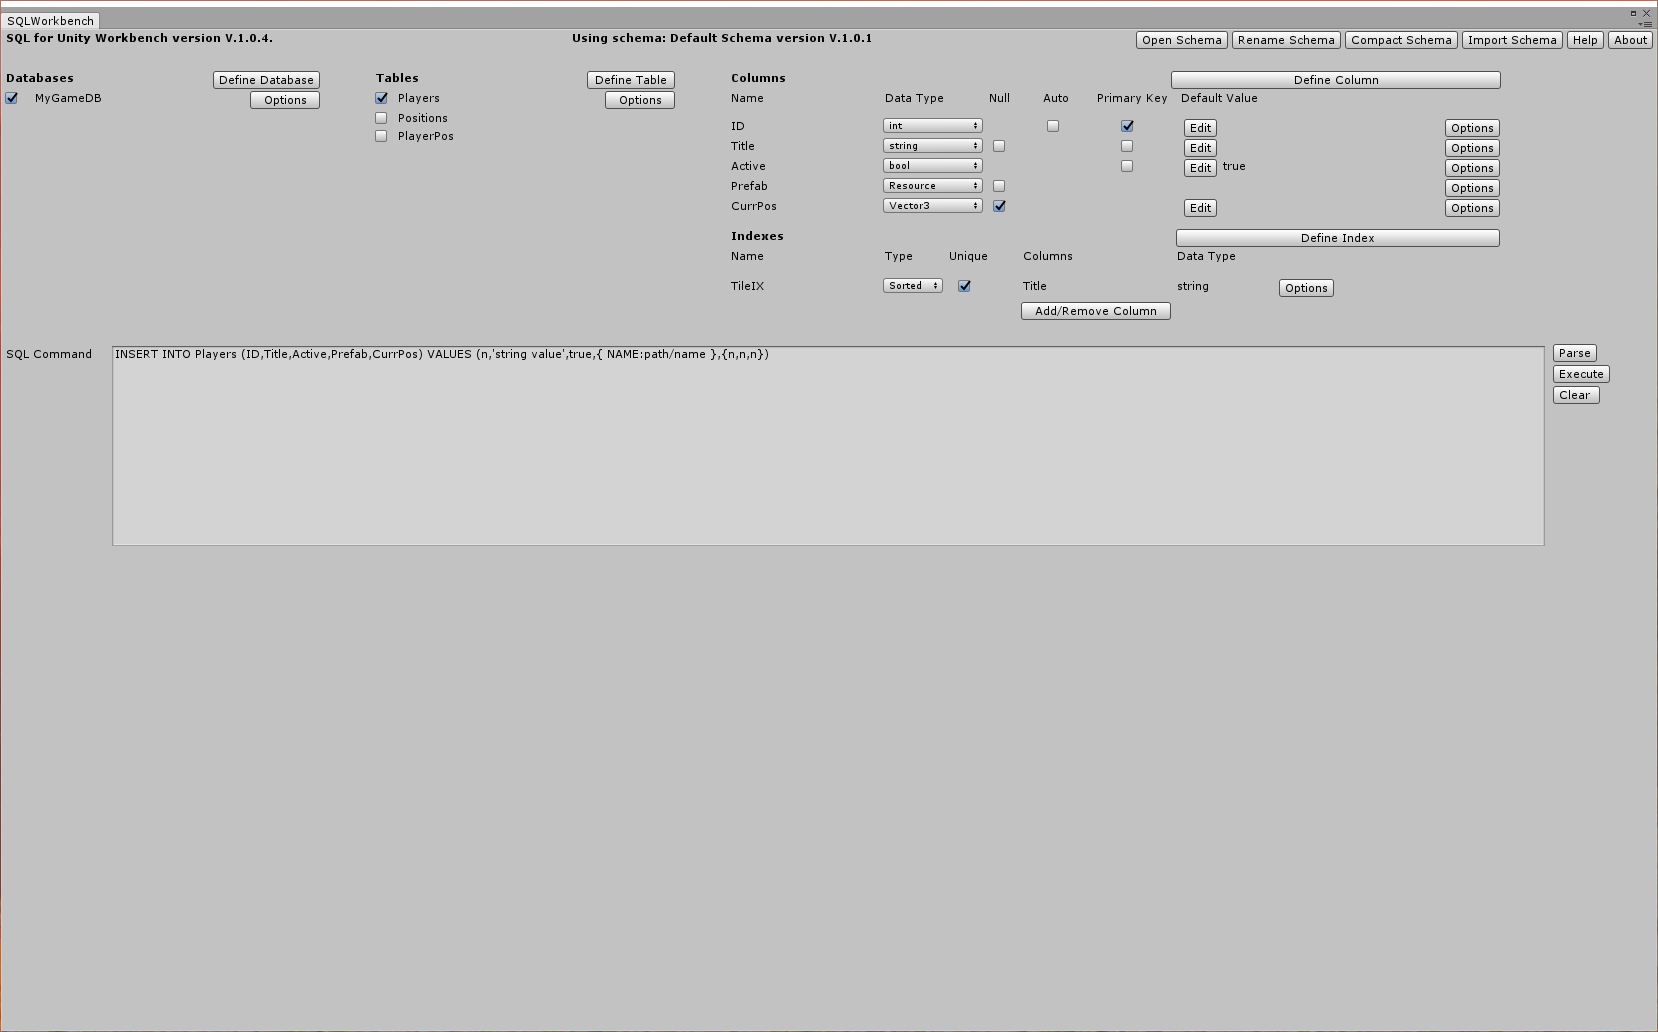 SQLWorkbench
SQL for Unity Workbench version V.1.0.4. Using schema: Default Schema version V.1.0.1 Open Schema Rename Schema Compact Schema Import Schema Help About
Databases Define Database Tables Define Table Columns Define Column
MyGameDB Options Players Options Name Data Type Null Auto Primary Key Default Value
Positions
ID int Edit Options
PlayerPos
Title string Edit Options
Active bool Edit true Options
Prefab Resource Options
CurrPos Vector3 Edit Options
Indexes Define Index
Name Type Unique Columns Data Type
TileIX Sorted Title string Options
Add/Remove Column
SQL Command INSERT INTO Players (ID,Title,Active,Prefab,CurrPos) VALUES (n,'string value',true,{ NAME:path/name },{n,n,n}) Parse
Execute
Clear